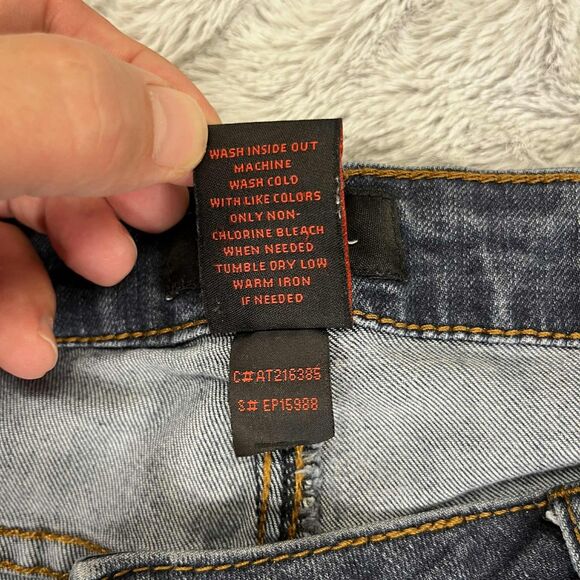 WASH INSIDE OUT
MACHINE
WASH COLD
WITH LIKE COLORS
ONLY NON-
CHLORINE BLEACH
WHEN NEEDED
TUMBLE DRY LOW
WARM IRON
IF NEEDED
C# AT216385
S# EP15988